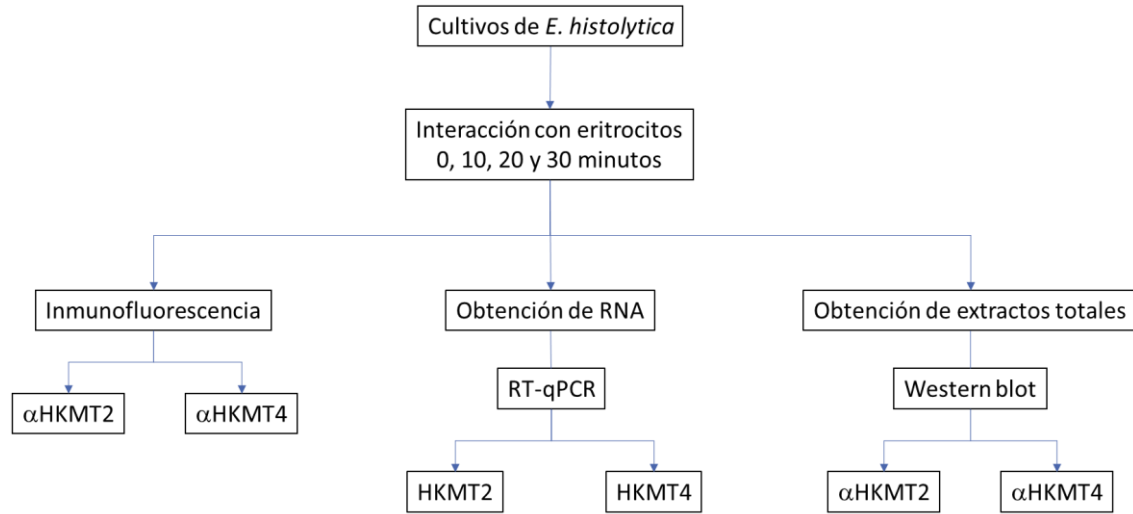 Cultivos de E. histolytica
Interacción con eritrocitos
0, 10, 20 y 30 minutos
Inmunofluorescencia
Obtención de RNA
Obtención de extractos totales
RT-qPCR
Western blot
αHKMT2
αHKMT4
HKMT2
HKMT4
αHKMT2
αHKMT4